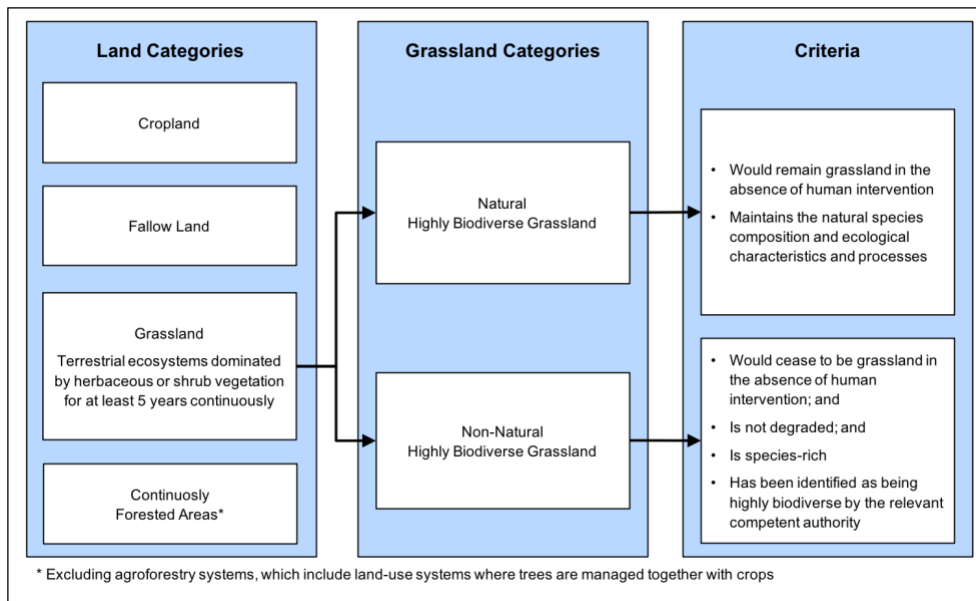 Land Categories
Cropland
Fallow Land
Grassland
Terrestrial ecosystems dominated
by herbaceous or shrub vegetation
for at least 5 years continuously
Continuosly
Forested Areas*
Grassland Categories
Natural
Highly Biodiverse Grassland
Non-Natural
Highly Biodiverse Grassland
Criteria
• Would remain grassland in the
absence of human intervention
• Maintains the natural species
composition and ecological
characteristics and processes
• Would cease to be grassland in
the absence of human
intervention; and
• Is not degraded; and
• Is species-rich
• Has been identified as being
highly biodiverse by the relevant
competent authority
* Excluding agroforestry systems, which include land-use systems where trees are managed together with crops